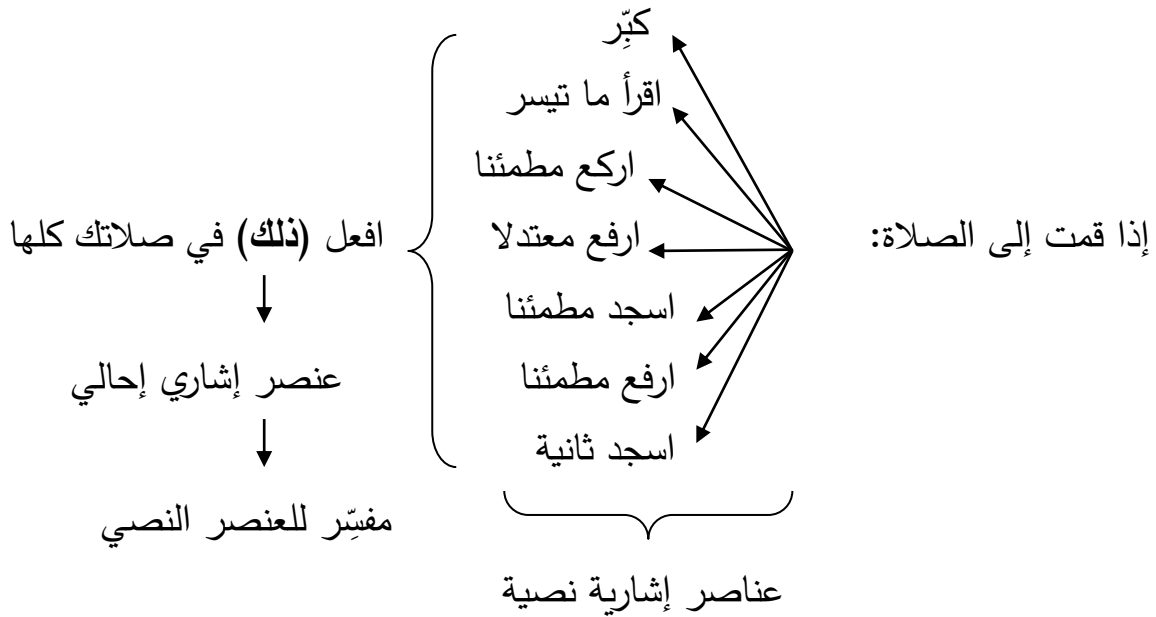 إذا قمت إلى الصلاة:
كبِّر
اقرأ ما تيسر
اركع مطمئنا
ارفع معتدلا
اسجد مطمئنا
ارفع مطمئنا
اسجد ثانية
عناصر إشارية نصية
افعل (ذلك) في صلاتك كلها
عنصر إشاري إحالي
مفسِّر للعنصر النصي